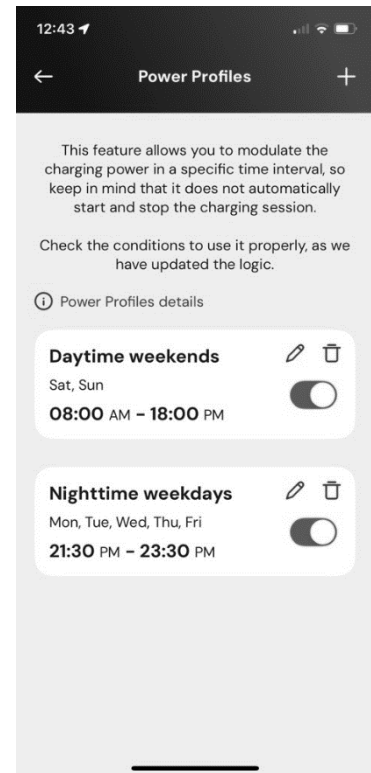 12:43
Power Profiles
This feature allows you to modulate the
charging power in a specific time interval, so
keep in mind that it does not automatically
start and stop the charging session.
Check the conditions to use it properly, as we
have updated the logic.
Power Profiles details
Daytime weekends
Sat, Sun
08:00 AM – 18:00 PM
Nighttime weekdays
Mon, Tue, Wed, Thu, Fri
21:30 PM – 23:30 PM